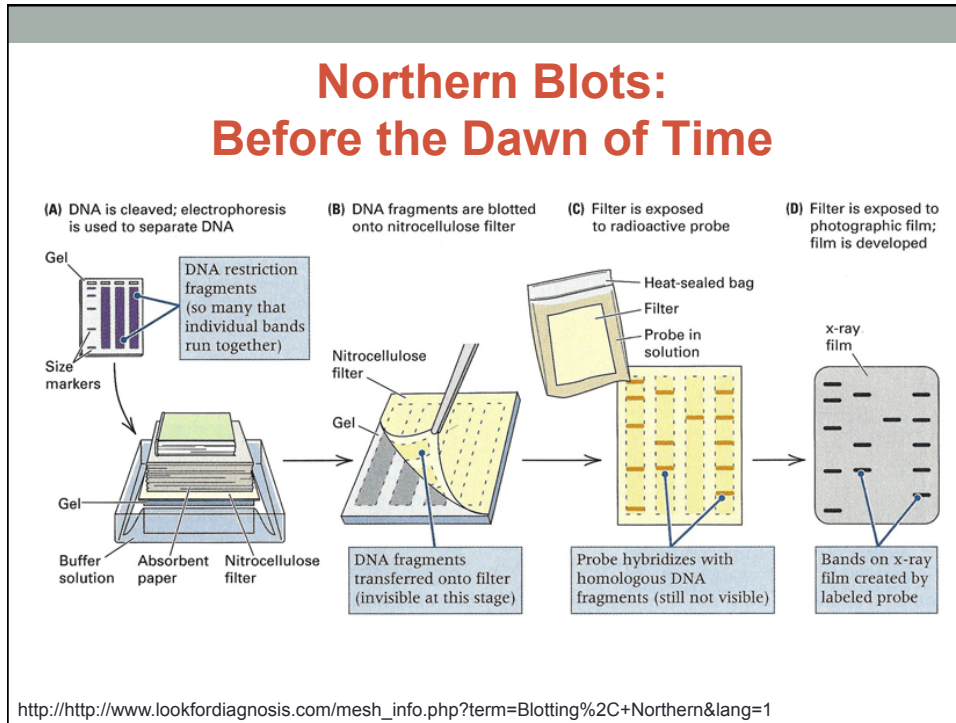 Northern Blots:
Before the Dawn of Time
(A) DNA is cleaved; electrophoresis
is used to separate DNA
Gel
DNA restriction
fragments
(so many that
individual bands
run together)
Size
markers
Gel
Buffer
solution
Absorbent
paper
Nitrocellulose
filter
(B) DNA fragments are blotted
onto nitrocellulose filter
Nitrocellulose
filter
Gel
DNA fragments
transferred onto filter
(invisible at this stage)
(C) Filter is exposed
to radioactive probe
Heat-sealed bag
Filter
Probe in
solution
Probe hybridizes with
homologous DNA
fragments (still not visible)
(D) Filter is exposed to
photographic film;
film is developed
x-ray
film
Bands on x-ray
film created by
labeled probe
http://http://www.lookfordiagnosis.com/mesh_info.php?term=Blotting%2C+Northern&lang=1